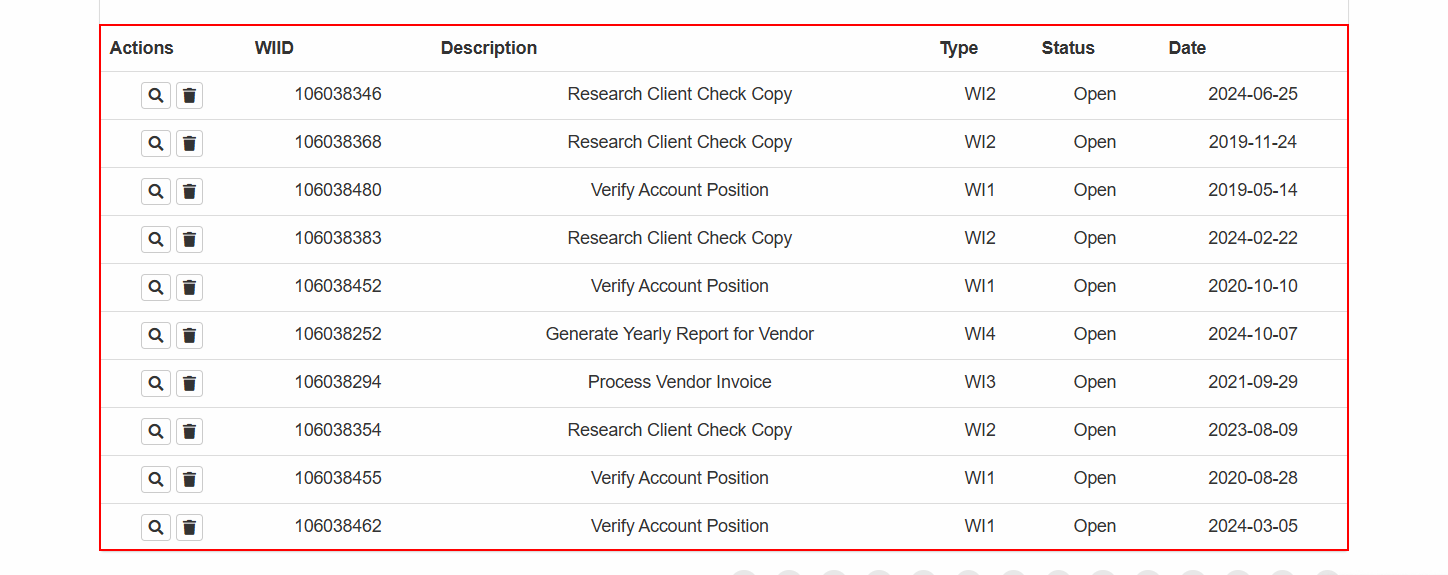 Actions WIID Description Type Status Date
106038346 Research Client Check Copy WI2 Open 2024-06-25
106038368 Research Client Check Copy WI2 Open 2019-11-24
106038480 Verify Account Position WI1 Open 2019-05-14
106038383 Research Client Check Copy WI2 Open 2024-02-22
106038452 Verify Account Position WI1 Open 2020-10-10
106038252 Generate Yearly Report for Vendor WI4 Open 2024-10-07
106038294 Process Vendor Invoice WI3 Open 2021-09-29
106038354 Research Client Check Copy WI2 Open 2023-08-09
106038455 Verify Account Position WI1 Open 2020-08-28
106038462 Verify Account Position WI1 Open 2024-03-05